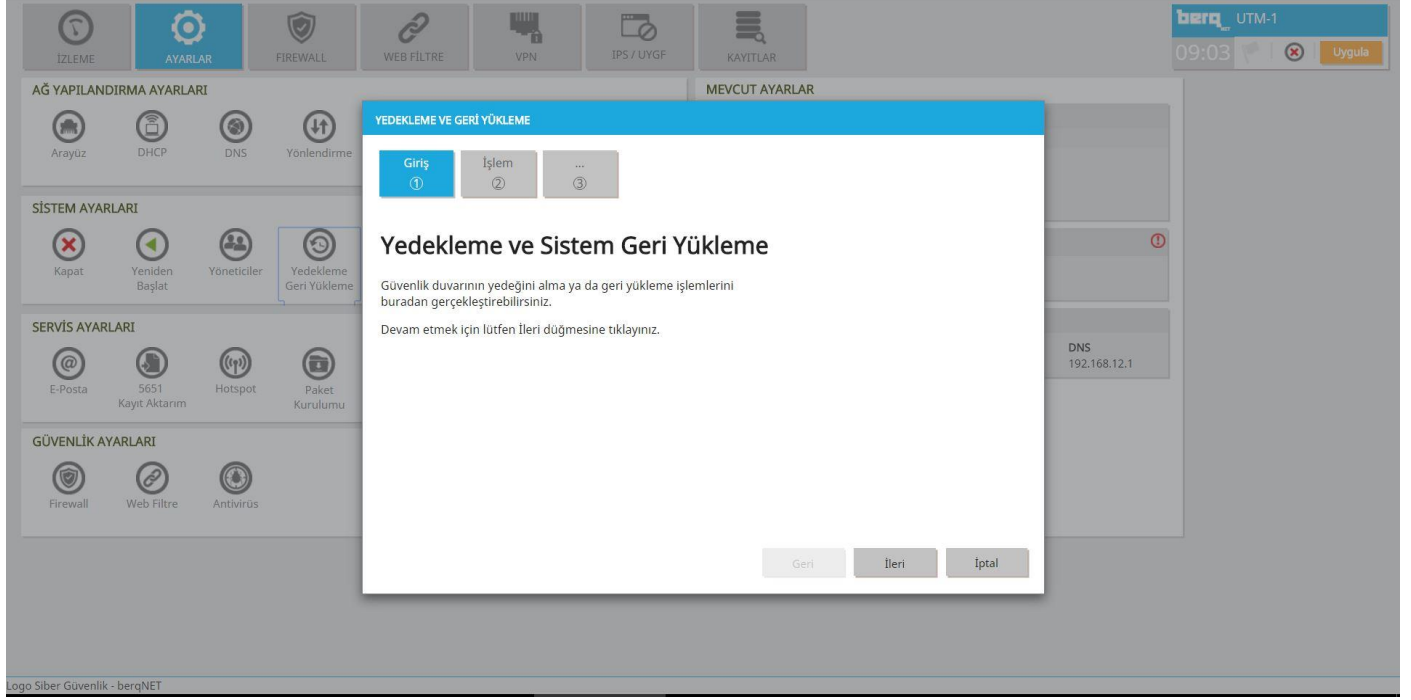 İZLEME
AYARLAR
FIREWALL
WEB FİLTRE
VPN
IPS / UYGF
KAYITLAR
berq_ UTM-1
09:03
Uygula
AĞ YAPILANDIRMA AYARLARI
Arayüz
DHCP
DNS
Yönlendirme
SİSTEM AYARLARI
Kapat
Yeniden
Başlat
Yöneticiler
Yedekleme
Geri Yükleme
SERVİS AYARLARI
E-Posta
5651
Kayıt Aktarım
Hotspot
Paket
Kurulumu
GÜVENLİK AYARLARI
Firewall
Web Filtre
Antivirüs
MEVCUT AYARLAR
DNS
192.168.12.1
YEDEKLEME VE GERİ YÜKLEME
Giriş
①
İşlem
②
...
③
Yedekleme ve Sistem Geri Yükleme
Güvenlik duvarının yedeğini alma ya da geri yükleme işlemlerini
buradan gerçekleştirebilirsiniz.
Devam etmek için lütfen İleri düğmesine tıklayınız.
Geri
İleri
İptal
Logo Siber Güvenlik - berqNET